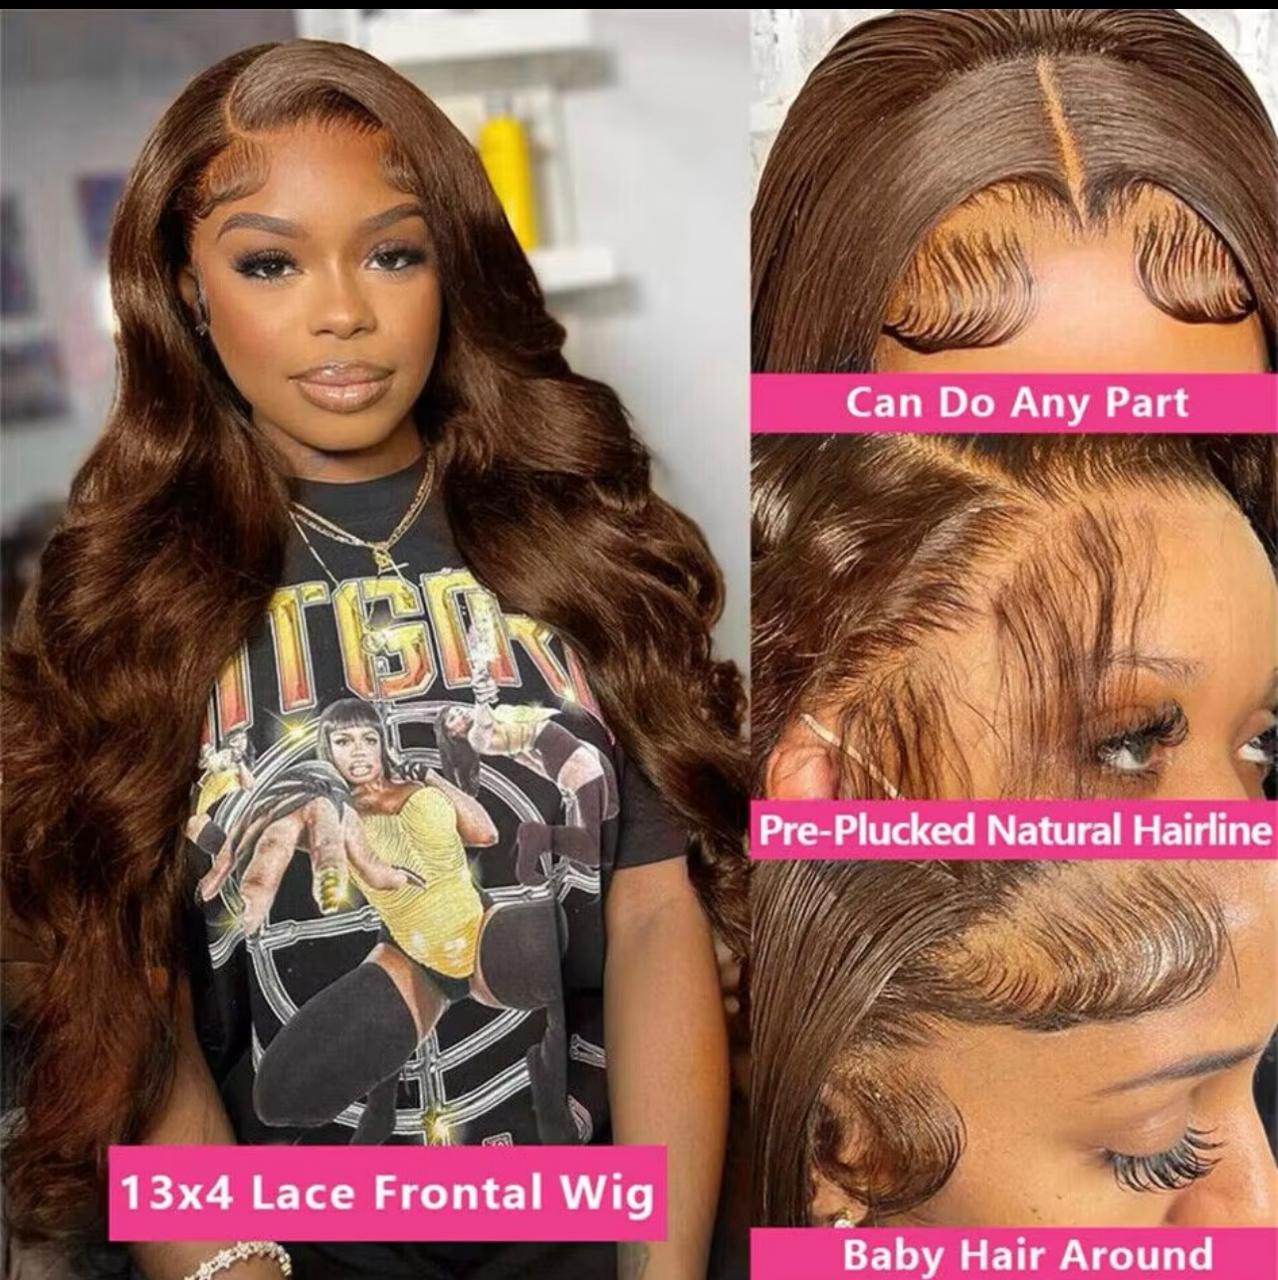 Can Do Any Part
Pre-Plucked Natural Hairline
13x4 Lace Frontal Wig
Baby Hair Around